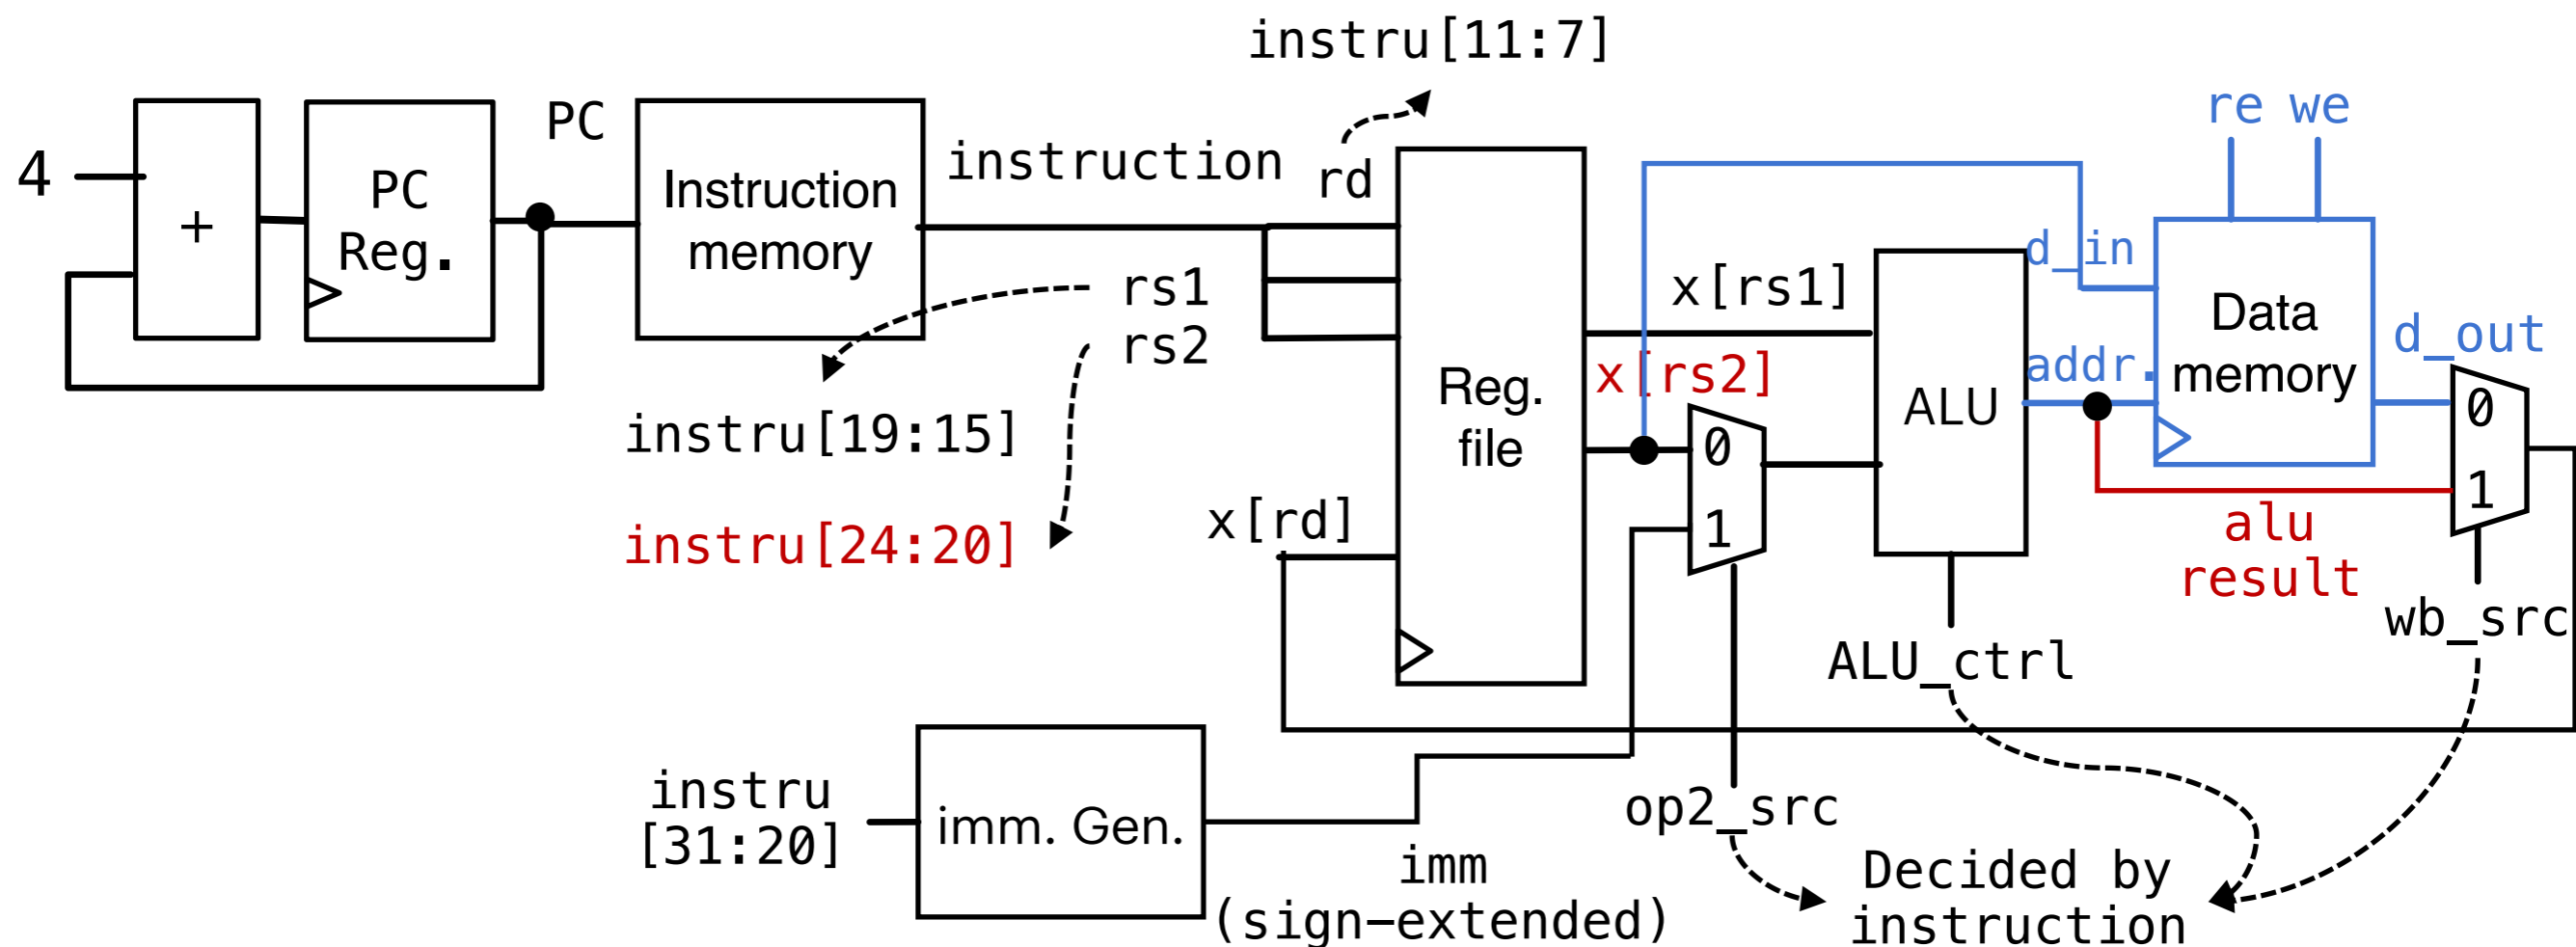 instru[11:7]
re we
PC
4
instruction
rd
PC
Reg.
+
Instruction
memory
rs1
rs2
x[rs1]
d_in
Data
memory
d_out
x[rs2]
addr.
Reg.
file
ALU
0
1
0
1
instru[19:15]
instru[24:20]
x[rd]
alu
result
wb_src
ALU_ctrl
instru
[31:20]
imm. Gen.
op2_src
imm
(sign-extended)
Decided by
instruction